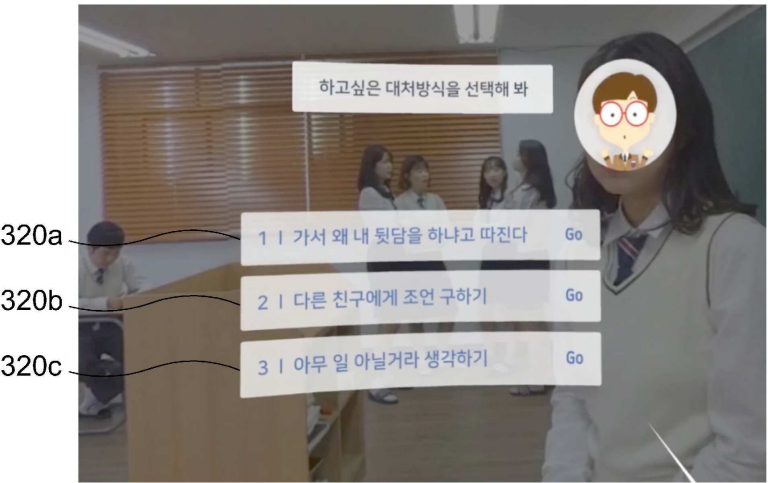 하고싶은 대처방식을 선택해 봐
320a
1 | 가서 왜 내 뒷담을 하냐고 따진다 Go
320b
2 | 다른 친구에게 조언 구하기 Go
320c
3 | 아무 일 아닐거라 생각하기 Go